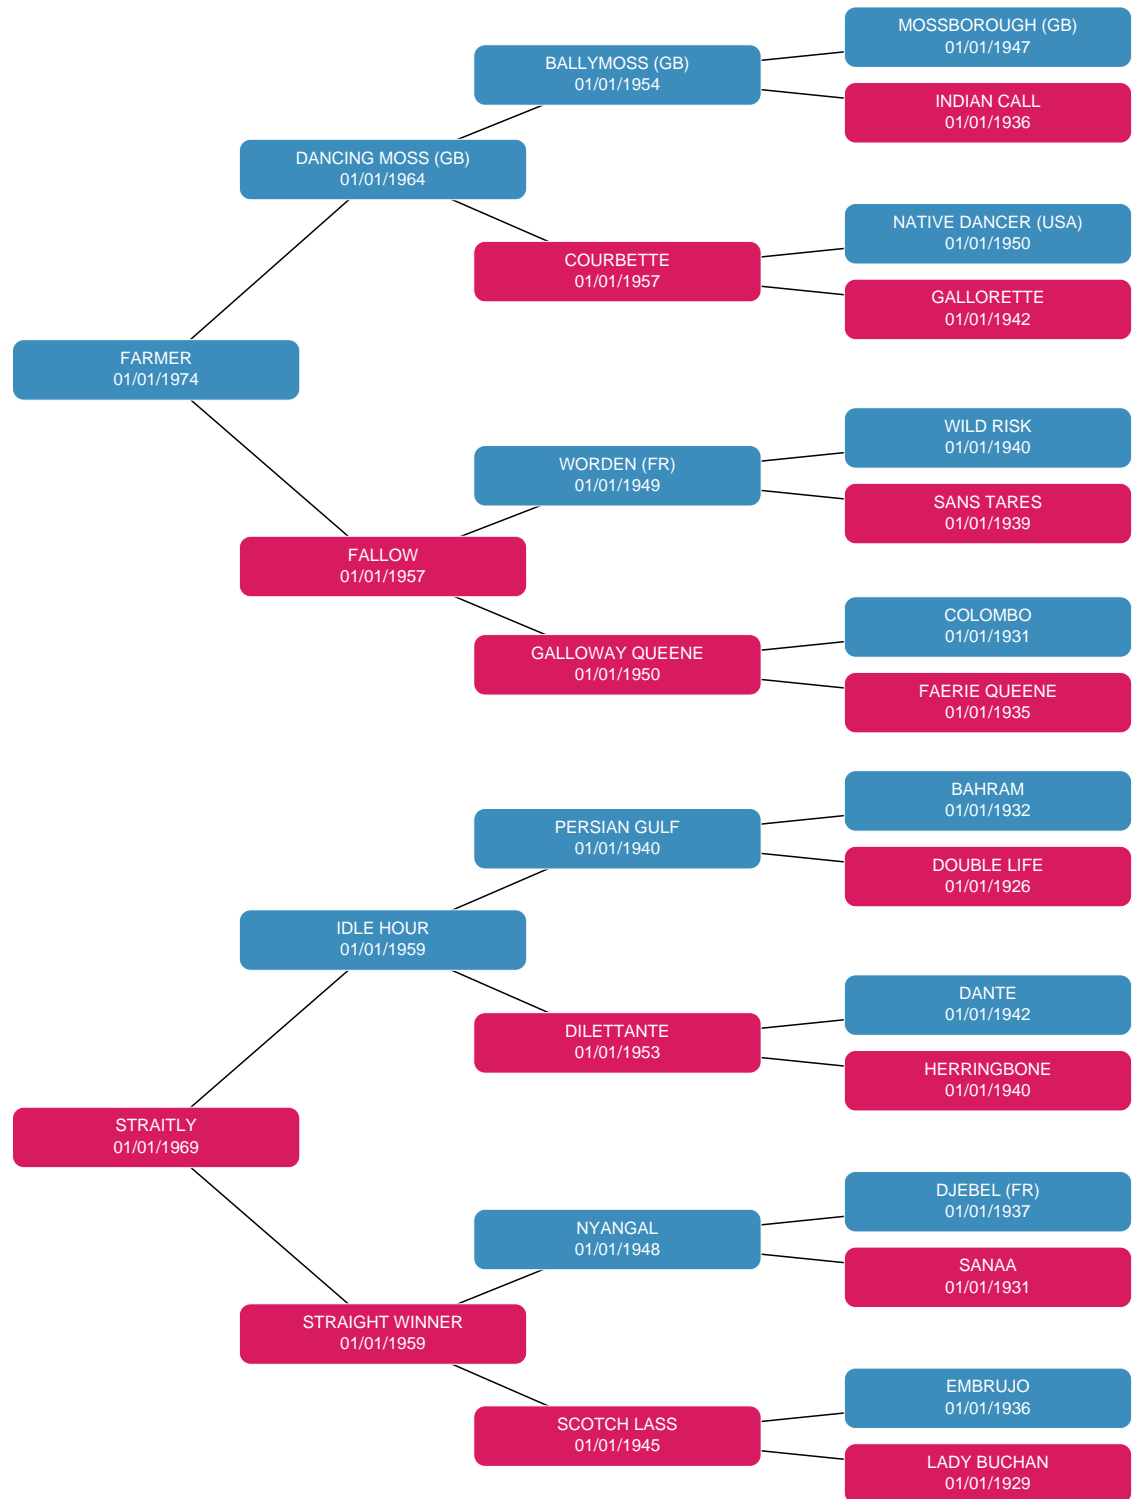 MOSSBOROUGH (GB)
01/01/1947
BALLYMOSS (GB)
01/01/1954
INDIAN CALL
01/01/1936
DANCING MOSS (GB)
01/01/1964
NATIVE DANCER (USA)
01/01/1950
COURBETTE
01/01/1957
GALLORETTE
01/01/1942
FARMER
01/01/1974
WILD RISK
01/01/1940
WORDEN (FR)
01/01/1949
SANS TARES
01/01/1939
FALLOW
01/01/1957
COLOMBO
01/01/1931
GALLOWAY QUEENE
01/01/1950
FAERIE QUEENE
01/01/1935
BAHRAM
01/01/1932
PERSIAN GULF
01/01/1940
DOUBLE LIFE
01/01/1926
IDLE HOUR
01/01/1959
DANTE
01/01/1942
DILETTANTE
01/01/1953
HERRINGBONE
01/01/1940
STRAITLY
01/01/1969
DJEBEL (FR)
01/01/1937
NYANGAL
01/01/1948
SANAA
01/01/1931
STRAIGHT WINNER
01/01/1959
EMBRUJO
01/01/1936
SCOTCH LASS
01/01/1945
LADY BUCHAN
01/01/1929